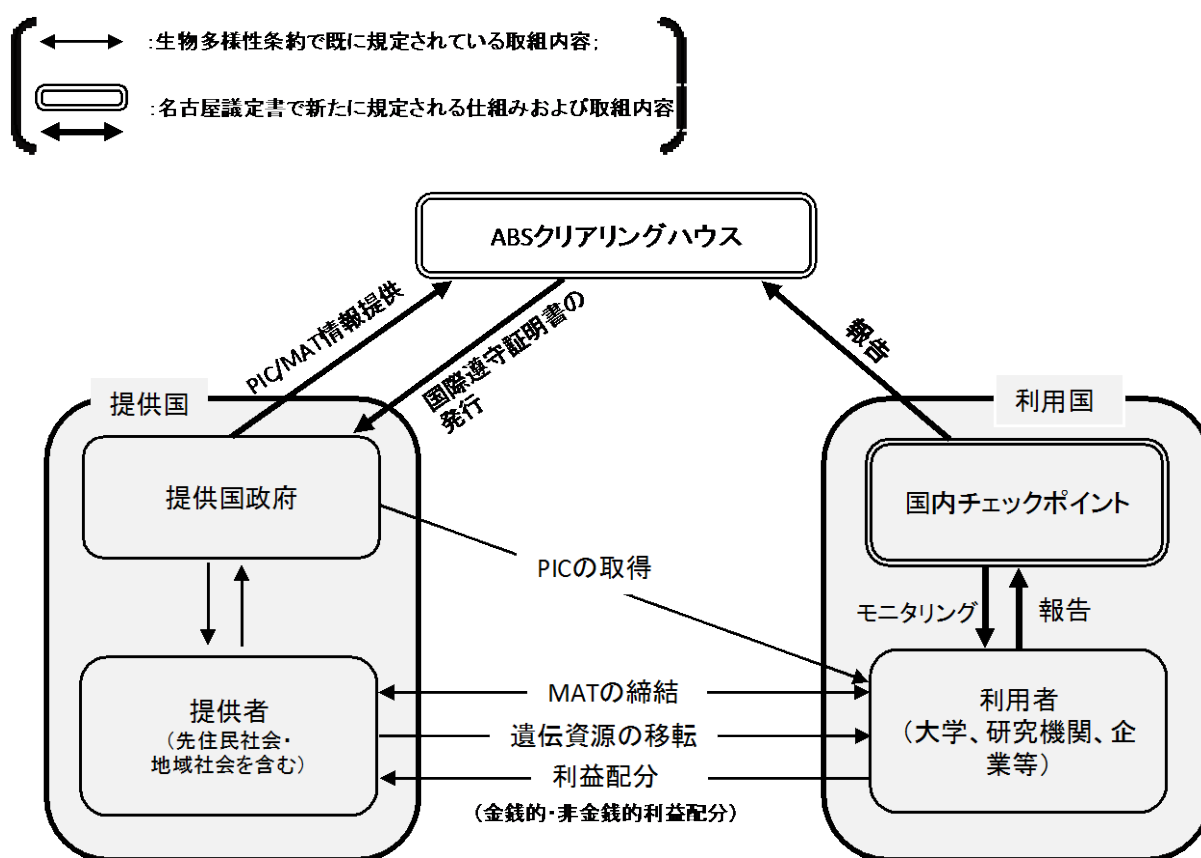 :生物多様性条約で既に規定されている取組内容;
:名古屋議定書で新たに規定される仕組みおよび取組内容
ABSクリアリングハウス
PIC/MAT情報提供
国際遵守証明書の
発行
報告
提供国
提供国政府
提供者
(先住民社会・
地域社会を含む)
PICの取得
MATの締結
遺伝資源の移転
利益配分
(金銭的・非金銭的利益配分)
利用国
国内チェックポイント
モニタリング
報告
利用者
(大学、研究機関、企
業等)